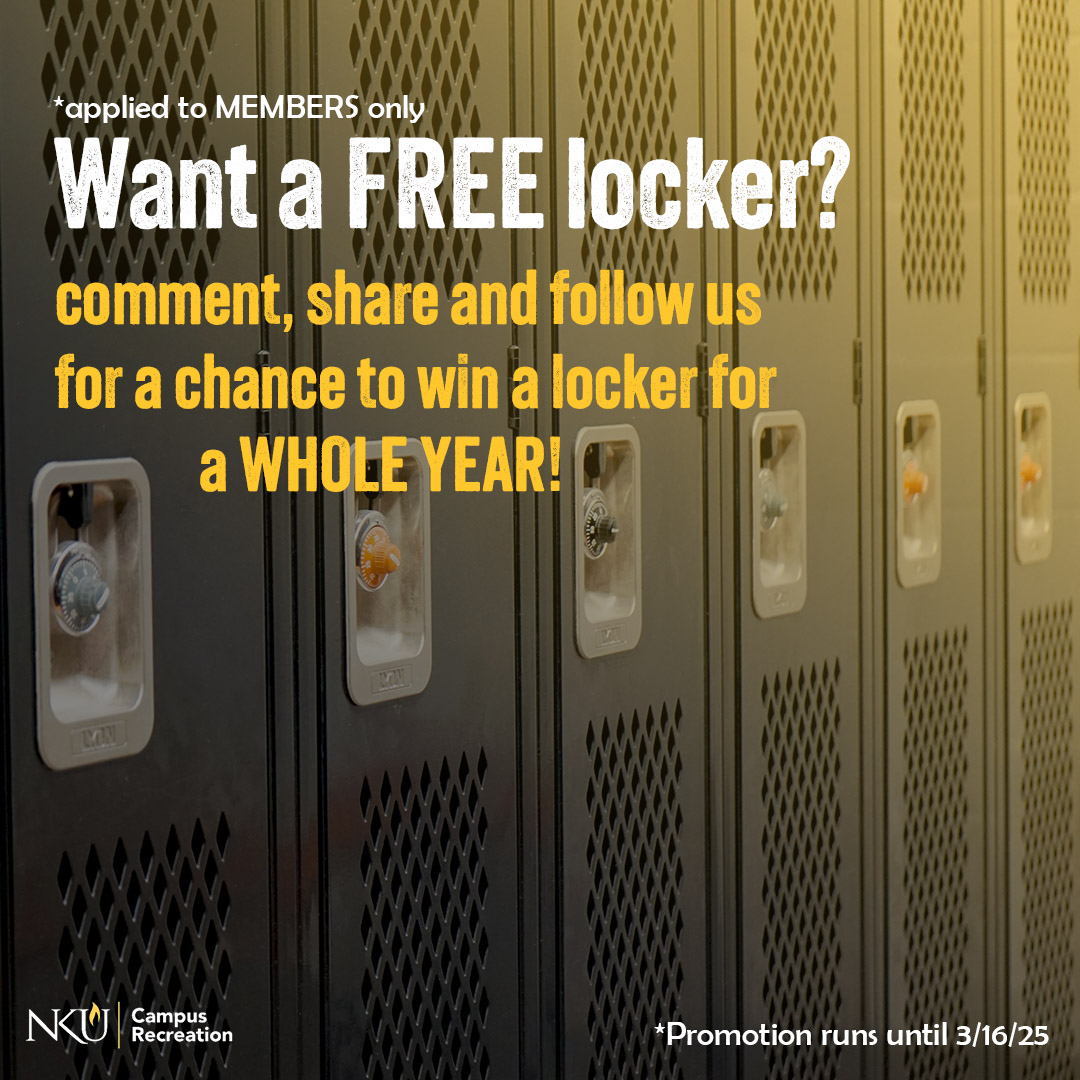 *applied to MEMBERS only
Want a FREE locker?
comment, share and follow us
for a chance to win a locker for
a WHOLE YEAR!
NKU
Campus
Recreation
*Promotion runs until 3/16/25